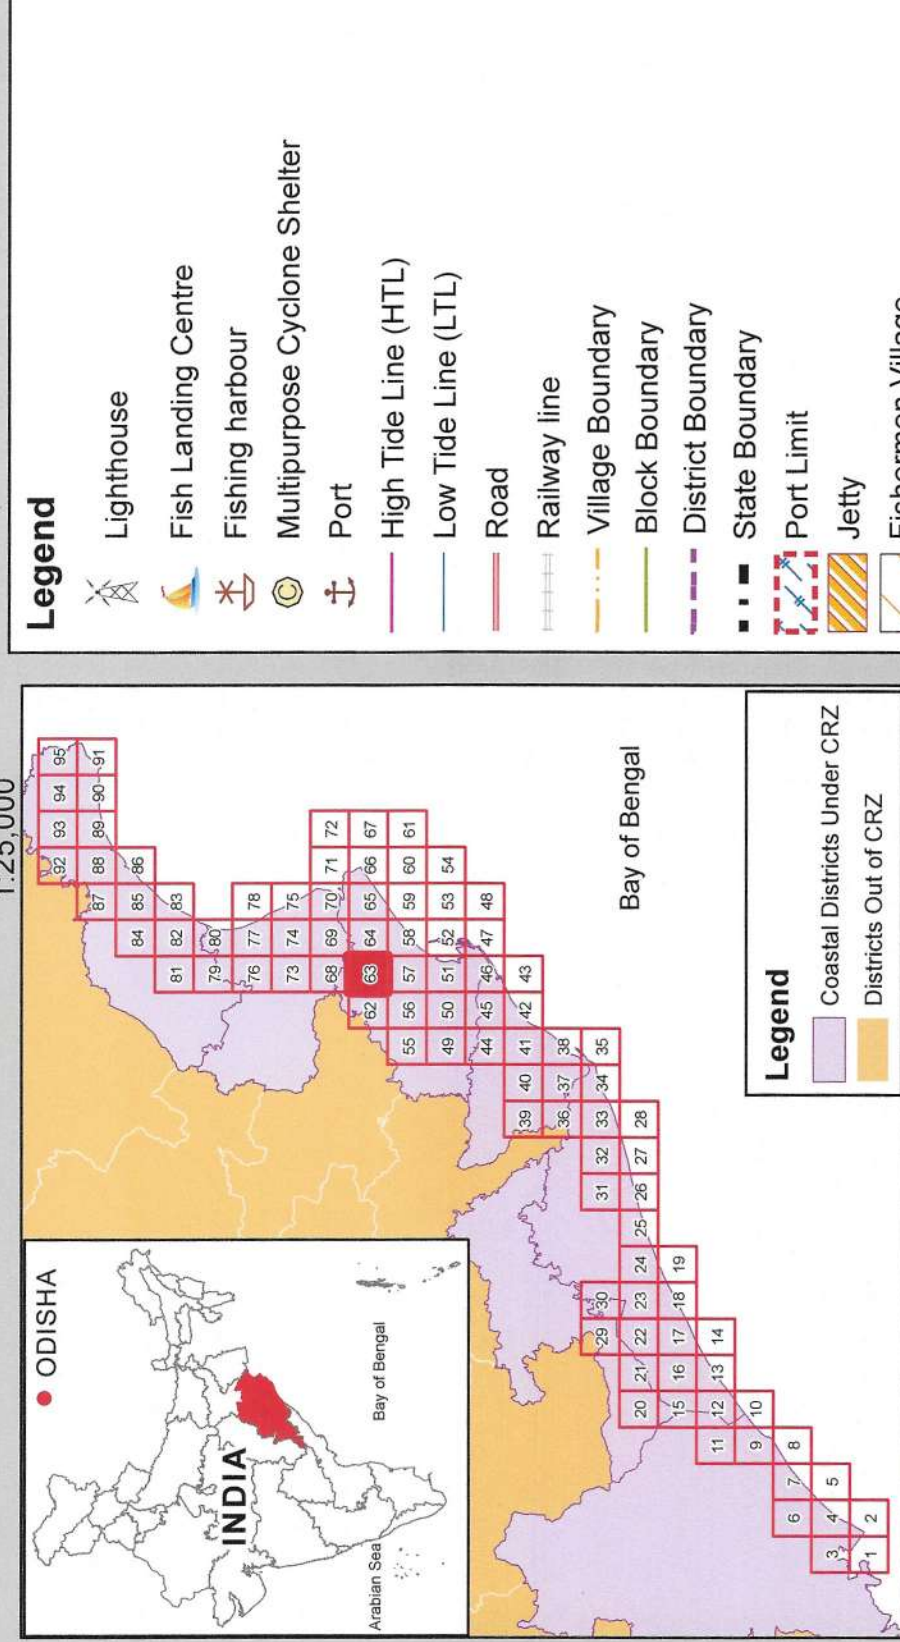 1:25,000
ODISHA
INDIA
Arabian Sea
Bay of Bengal
92 93 94 95
87 88 89 90 91
84 85 86
81 82 83
79 80
76 77 78
73 74 75
68 69 70 71 72
62 63 64 65 66 67
55 56 57 58 59 60 61
49 50 51 52 53 54
44 45 46 47 48
39 40 41 42 43
36 37 38
29 30 31 32 33 34 35
20 21 22 23 24 25 26 27 28
15 16 17 18 19
11 12 13 14
9 10
6 7 8
3 4 5
1 2
Bay of Bengal
Legend
Coastal Districts Under CRZ
Districts Out of CRZ
Legend
Lighthouse
Fish Landing Centre
Fishing harbour
C Multipurpose Cyclone Shelter
Port
High Tide Line (HTL)
Low Tide Line (LTL)
Road
Railway line
Village Boundary
Block Boundary
District Boundary
State Boundary
Port Limit
Jetty
Fishermen Village